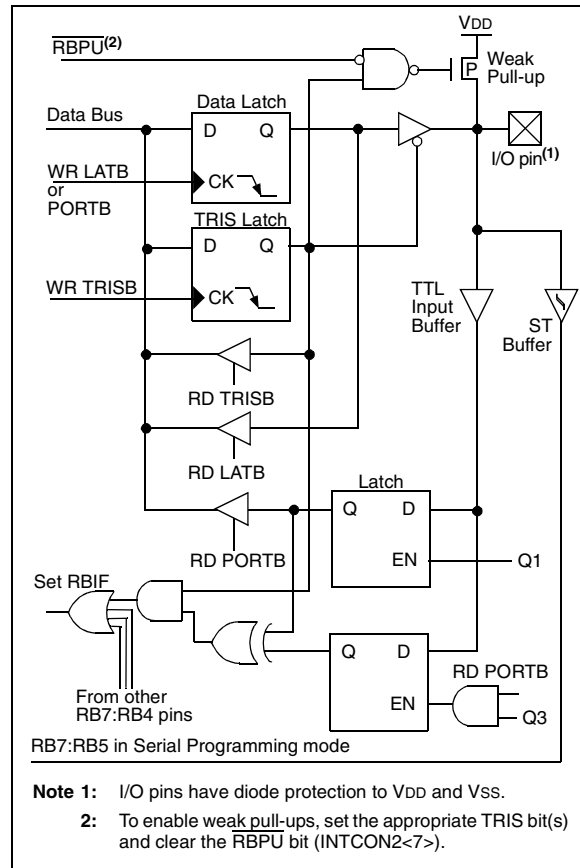 VDD
RBPU(2)
P
Weak
Pull-up
Data Bus
Data Latch
D Q
I/O pin(1)
WR LATB
or
PORTB
CK
TRIS Latch
D Q
WR TRISB
CK
TTL
Input
Buffer
ST
Buffer
RD TRISB
RD LATB
Latch
Q D
RD PORTB
EN
Q1
Set RBIF
Q D
RD PORTB
EN
Q3
From other
RB7:RB4 pins
RB7:RB5 in Serial Programming mode
Note 1: I/O pins have diode protection to VDD and VSS.
2: To enable weak pull-ups, set the appropriate TRIS bit(s)
and clear the RBPU bit (INTCON2<7>).